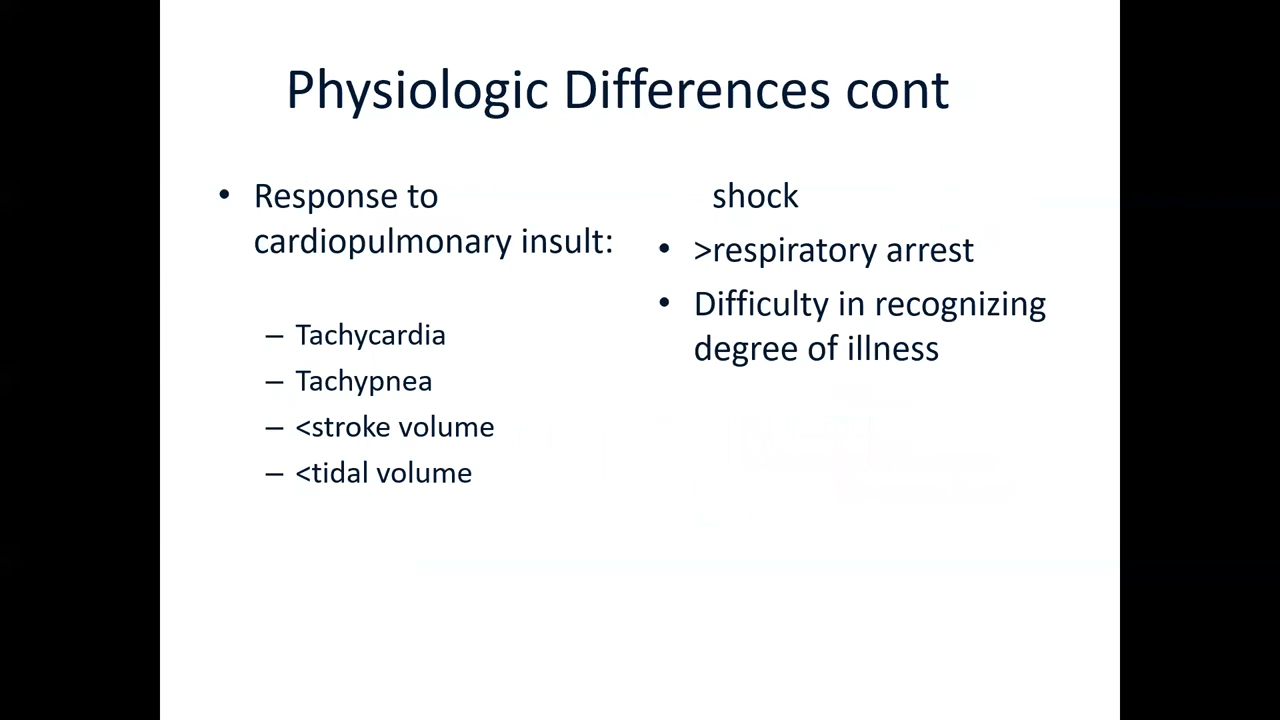 Physiologic Differences cont
• Response to
cardiopulmonary insult:
– Tachycardia
– Tachypnea
– <stroke volume
– <tidal volume
shock
• >respiratory arrest
• Difficulty in recognizing
degree of illness